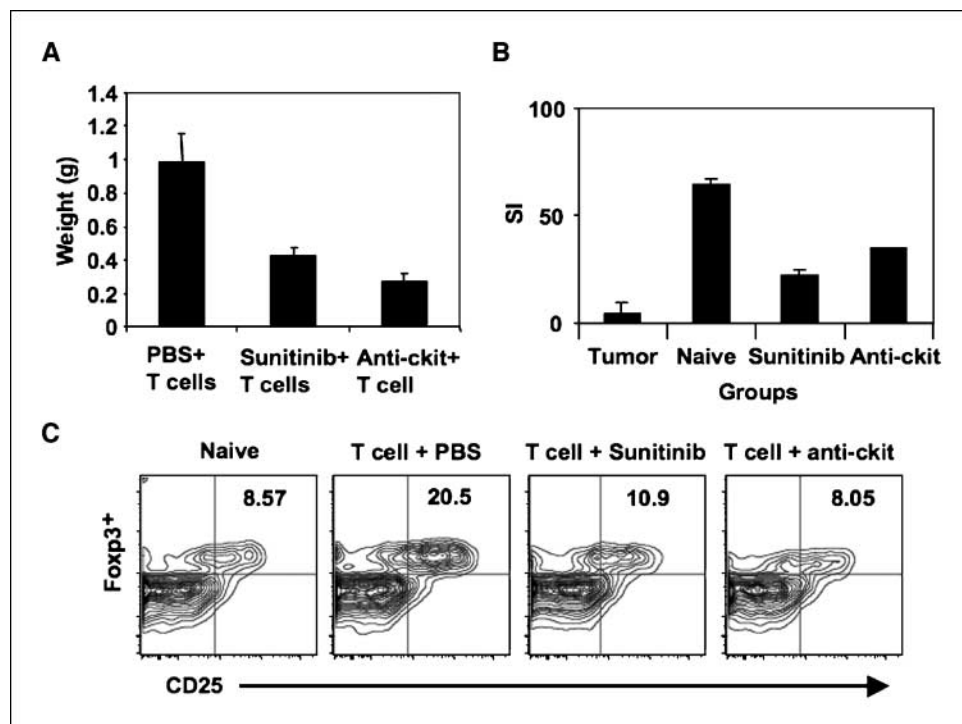 A
Weight (g)
1.4
1.2
1
0.8
0.6
0.4
0.2
0
PBS+ Sunitinib+ Anti-ckit+
T cells T cells T cell
B
SI
100
50
0
Tumor Naive Sunitinib Anti-ckit
Groups
C
Naive T cell + PBS T cell + Sunitinib T cell + anti-ckit
8.57 20.5 10.9 8.05
Foxp3+
CD25